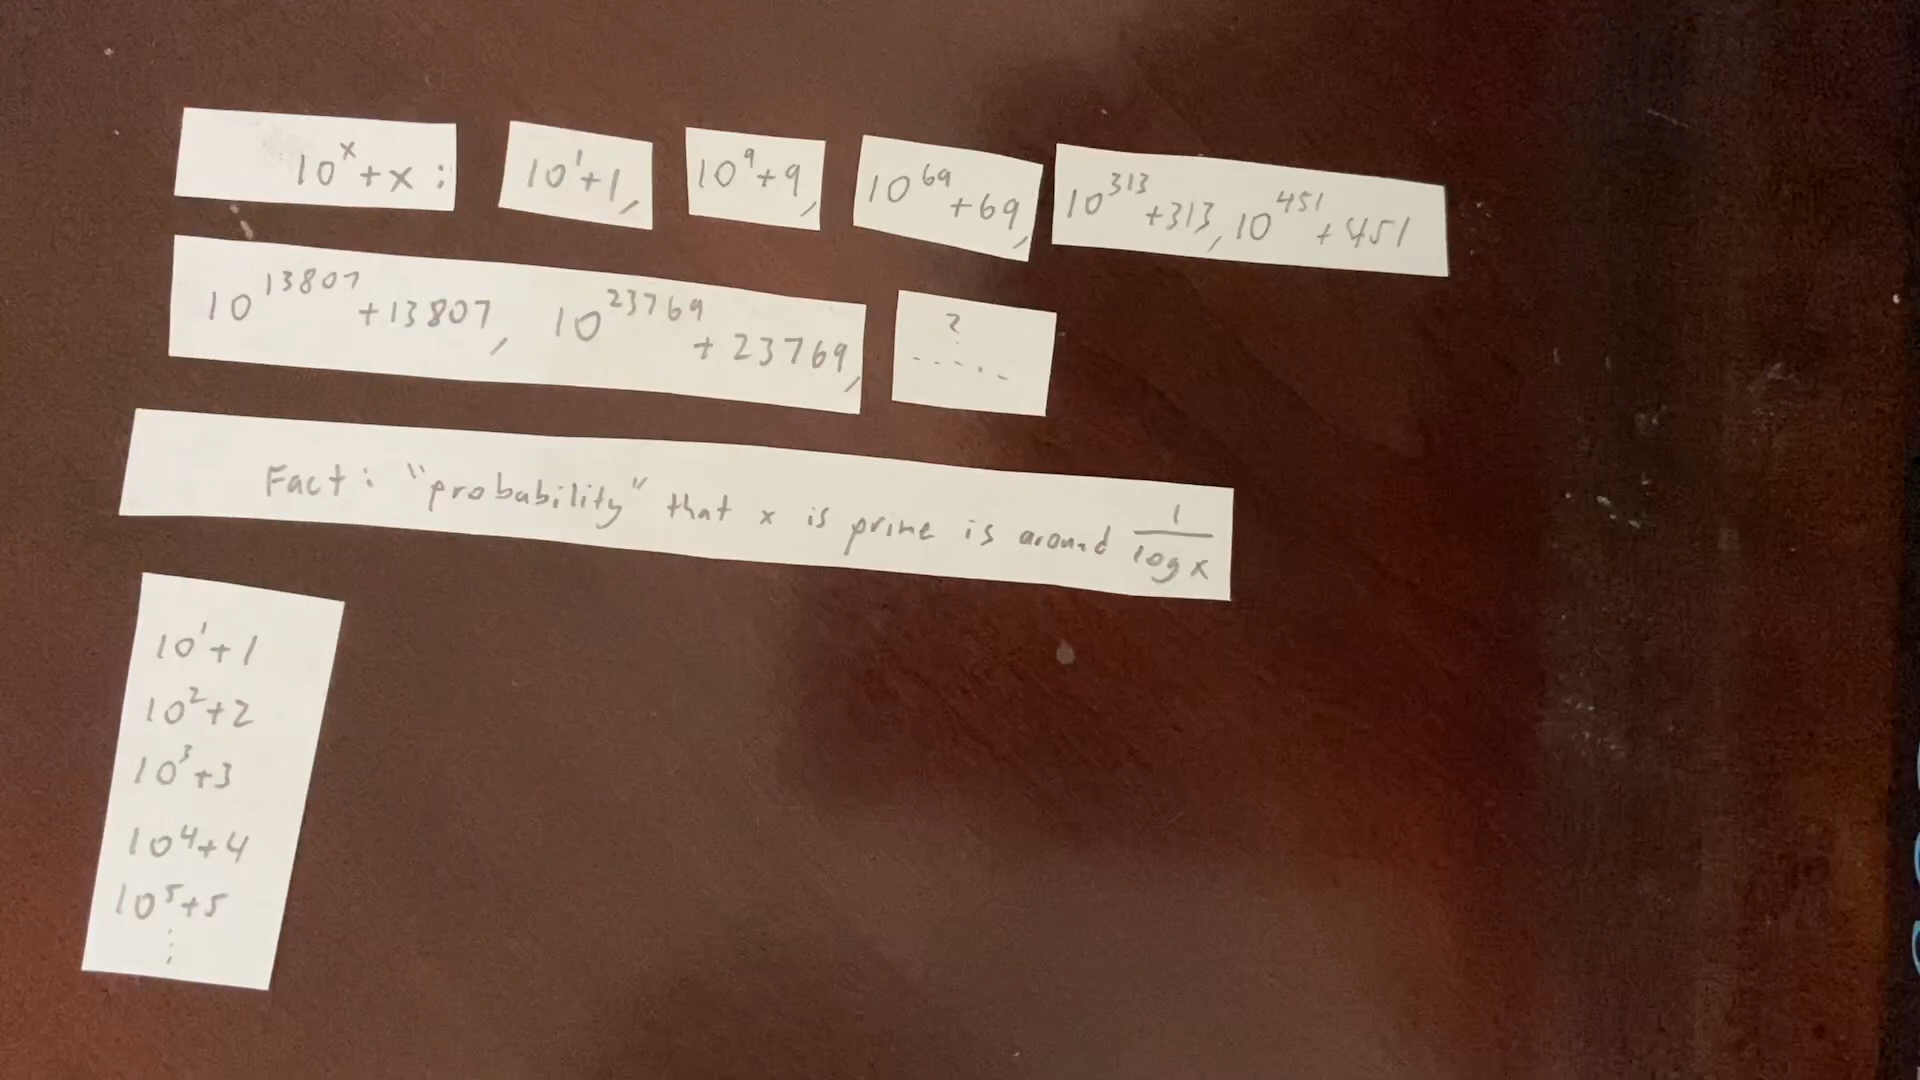 10^x + x : 10^1+1, 10^9+9, 10^69+69, 10^313+313, 10^451+451
10^13807+13807, 10^23769+23769, ?.....
Fact: "probability" that x is prime is around 1/log x
10^1+1
10^2+2
10^3+3
10^4+4
10^5+5
⋮